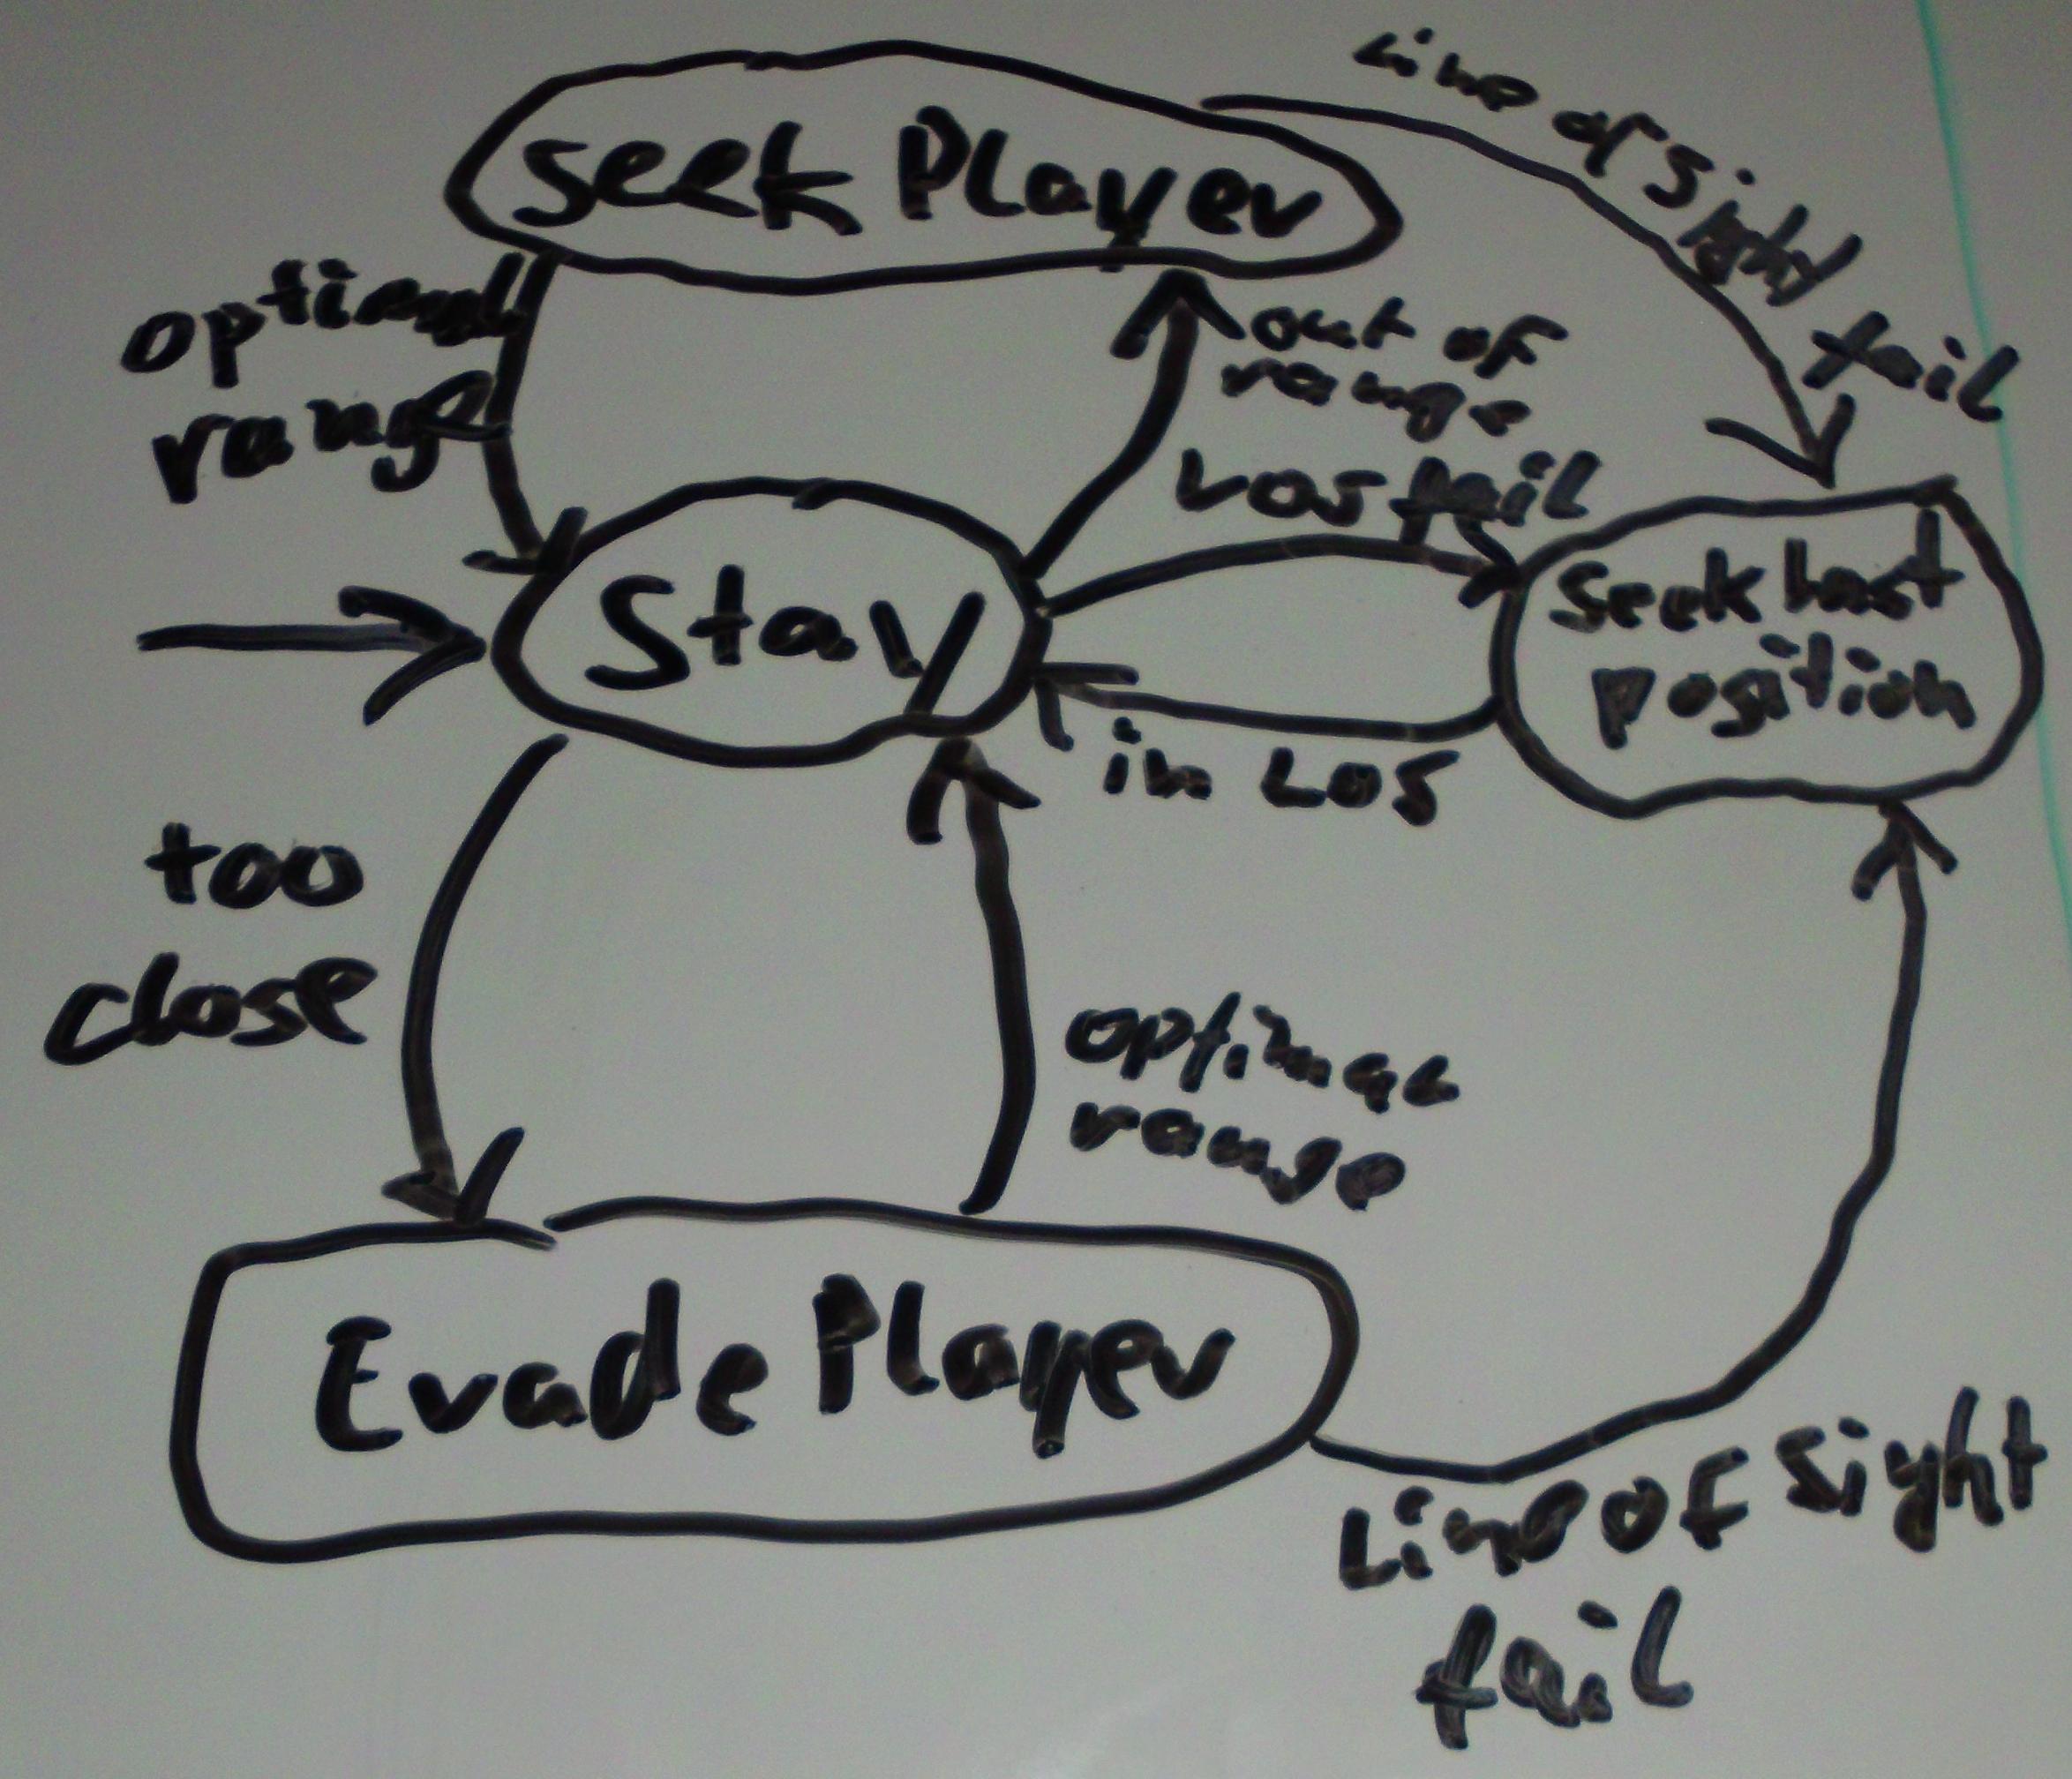 Line of Sight fail
Seek Player
optimal
range
out of
range
LOS fail
Stay
Seek Last
position
in LOS
too
close
optimal
range
Evade Player
Line of Sight
fail